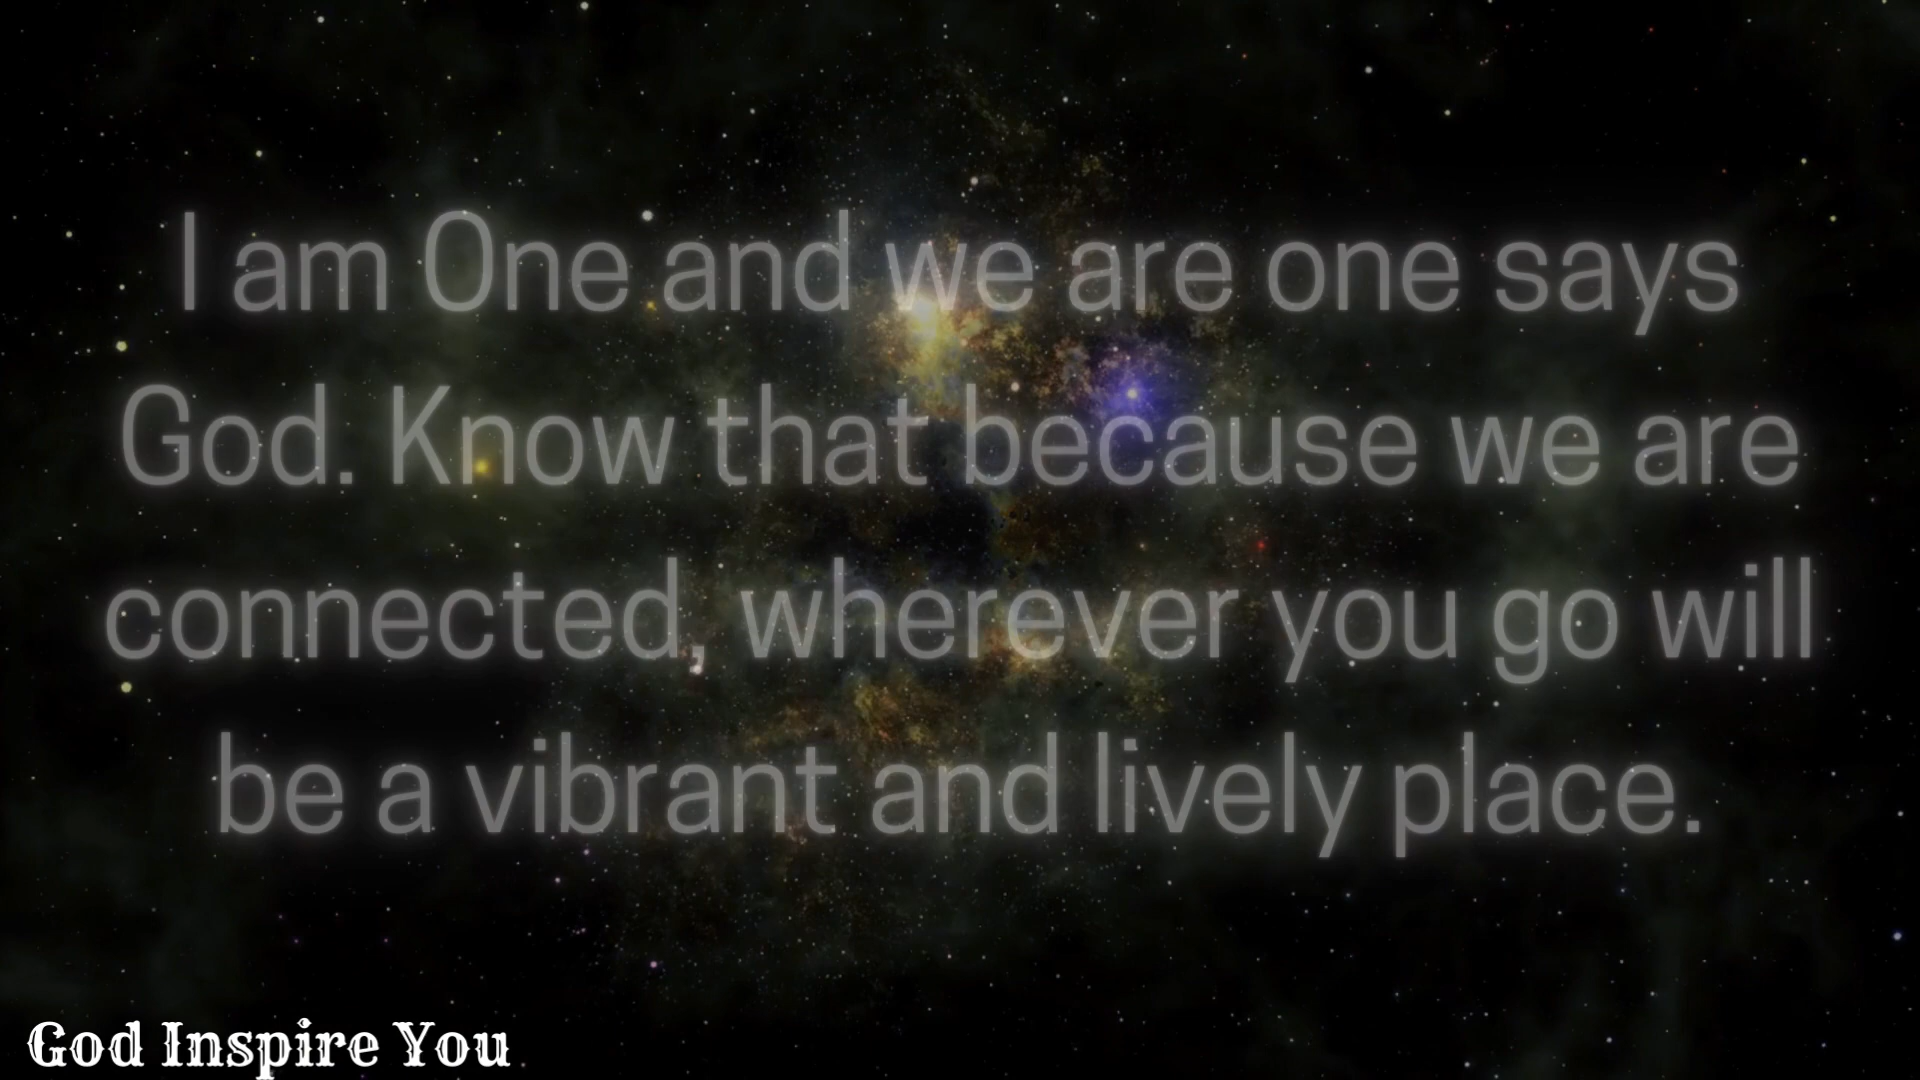 I am One and we are one says
God. Know that because we are
connected, wherever you go will
be a vibrant and lively place.
God Inspire You